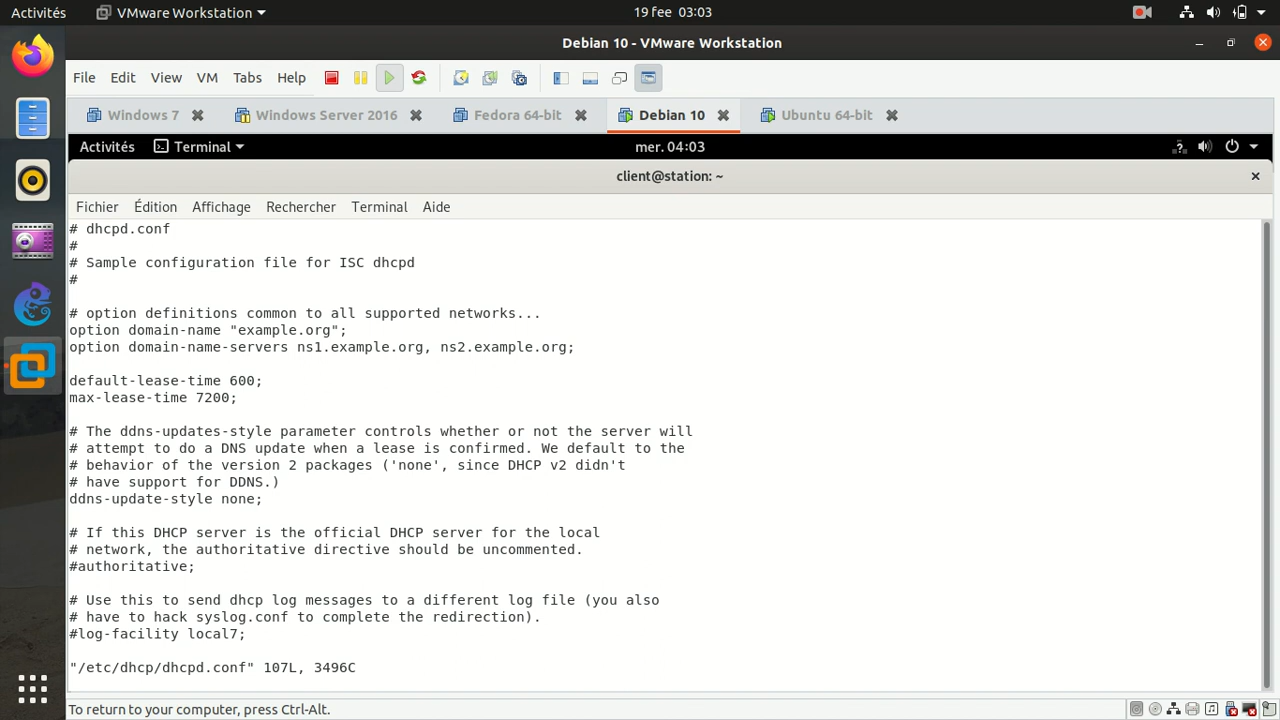 Activités VMware Workstation 19 fee 03:03
Debian 10 - VMware Workstation
File Edit View VM Tabs Help
Windows 7 Windows Server 2016 Fedora 64-bit Debian 10 Ubuntu 64-bit
Activités Terminal mer. 04:03
client@station: ~
Fichier Édition Affichage Rechercher Terminal Aide
# dhcpd.conf
#
# Sample configuration file for ISC dhcpd
#
# option definitions common to all supported networks...
option domain-name "example.org";
option domain-name-servers ns1.example.org, ns2.example.org;
default-lease-time 600;
max-lease-time 7200;
# The ddns-updates-style parameter controls whether or not the server will
# attempt to do a DNS update when a lease is confirmed. We default to the
# behavior of the version 2 packages ('none', since DHCP v2 didn't
# have support for DDNS.)
ddns-update-style none;
# If this DHCP server is the official DHCP server for the local
# network, the authoritative directive should be uncommented.
#authoritative;
# Use this to send dhcp log messages to a different log file (you also
# have to hack syslog.conf to complete the redirection).
#log-facility local7;
"/etc/dhcp/dhcpd.conf" 107L, 3496C
To return to your computer, press Ctrl-Alt.